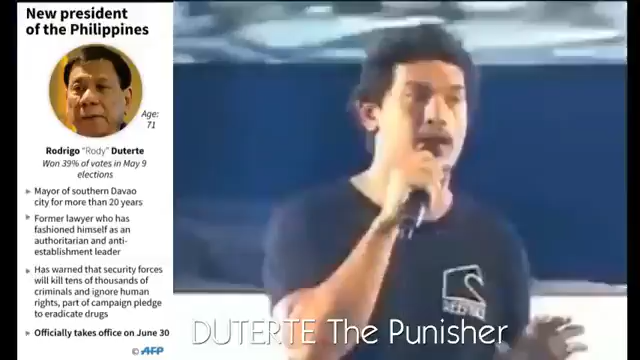 New president
of the Philippines
Age:
71
Rodrigo "Rody" Duterte
Won 39% of votes in May 9
elections
Mayor of southern Davao
city for more than 20 years
Former lawyer who has
fashioned himself as an
authoritarian and anti-
establishment leader
Has warned that security forces
will kill tens of thousands of
criminals and ignore human
rights, part of campaign pledge
to eradicate drugs
Officially takes office on June 30
© AFP
DUTERTE The Punisher